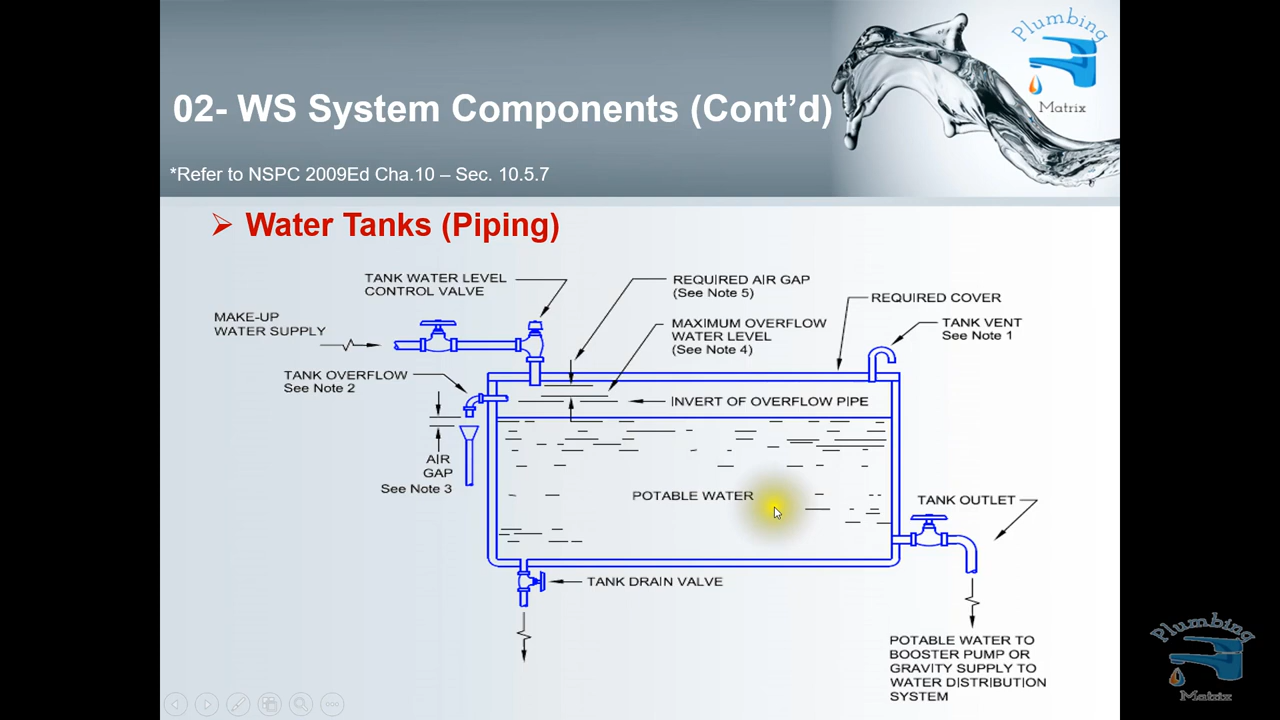 Plumbing
Matrix
02- WS System Components (Cont’d)
*Refer to NSPC 2009Ed Cha.10 – Sec. 10.5.7
➢ Water Tanks (Piping)
TANK WATER LEVEL
CONTROL VALVE
REQUIRED AIR GAP
(See Note 5)
REQUIRED COVER
MAKE-UP
WATER SUPPLY
MAXIMUM OVERFLOW
WATER LEVEL
(See Note 4)
TANK VENT
See Note 1
TANK OVERFLOW
See Note 2
INVERT OF OVERFLOW PIPE
AIR
GAP
See Note 3
POTABLE WATER
TANK OUTLET
TANK DRAIN VALVE
POTABLE WATER TO
BOOSTER PUMP OR
GRAVITY SUPPLY TO
WATER DISTRIBUTION
SYSTEM
Plumbing
Matrix